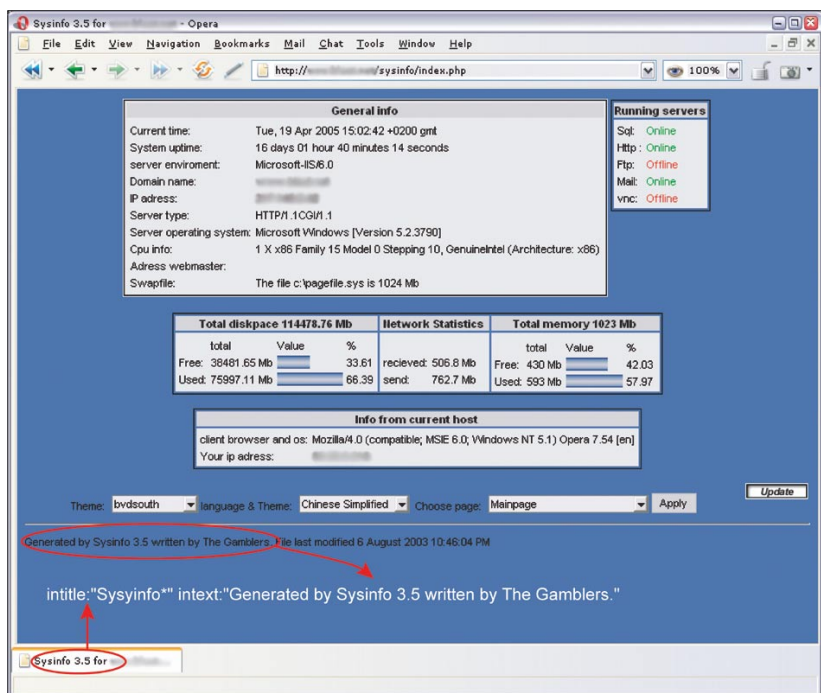 Sysinfo 3.5 for - Opera
File Edit View Navigation Bookmarks Mail Chat Tools Window Help
http:// /sysinfo/index.php 100%
General info
Current time: Tue, 19 Apr 2005 15:02:42 +0200 gmt
System uptime: 16 days 01 hour 40 minutes 14 seconds
server enviroment: Microsoft-IIS/6.0
Domain name:
IP adress:
Server type: HTTP/1.1CGI/1.1
Server operating system: Microsoft Windows [Version 5.2.3790]
Cpu info: 1 X x86 Family 15 Model 0 Stepping 10, GenuineIntel (Architecture: x86)
Adress webmaster:
Swapfile: The file c:\pagefile.sys is 1024 Mb
Running servers
Sql: Online
Http : Online
Ftp: Offline
Mail: Online
vnc: Offline
Total diskpace 114478.76 Mb
total Value %
Free: 38481.65 Mb 33.61
Used: 75997.11 Mb 66.39
Network Statistics
recieved: 506.8 Mb
send: 762.7 Mb
Total memory 1023 Mb
total Value %
Free: 430 Mb 42.03
Used: 593 Mb 57.97
Info from current host
client browser and os: Mozilla/4.0 (compatible; MSIE 6.0; Windows NT 5.1) Opera 7.54 [en]
Your ip adress:
Update
Theme: bvdsouth language & Theme: Chinese Simplified Choose page: Mainpage Apply
Generated by Sysinfo 3.5 written by The Gamblers. File last modified 6 August 2003 10:46:04 PM
intitle:"Sysyinfo*" intext:"Generated by Sysinfo 3.5 written by The Gamblers."
Sysinfo 3.5 for